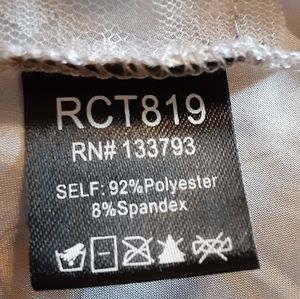 RCT819
RN# 133793
SELF: 92%Polyester
8%Spandex